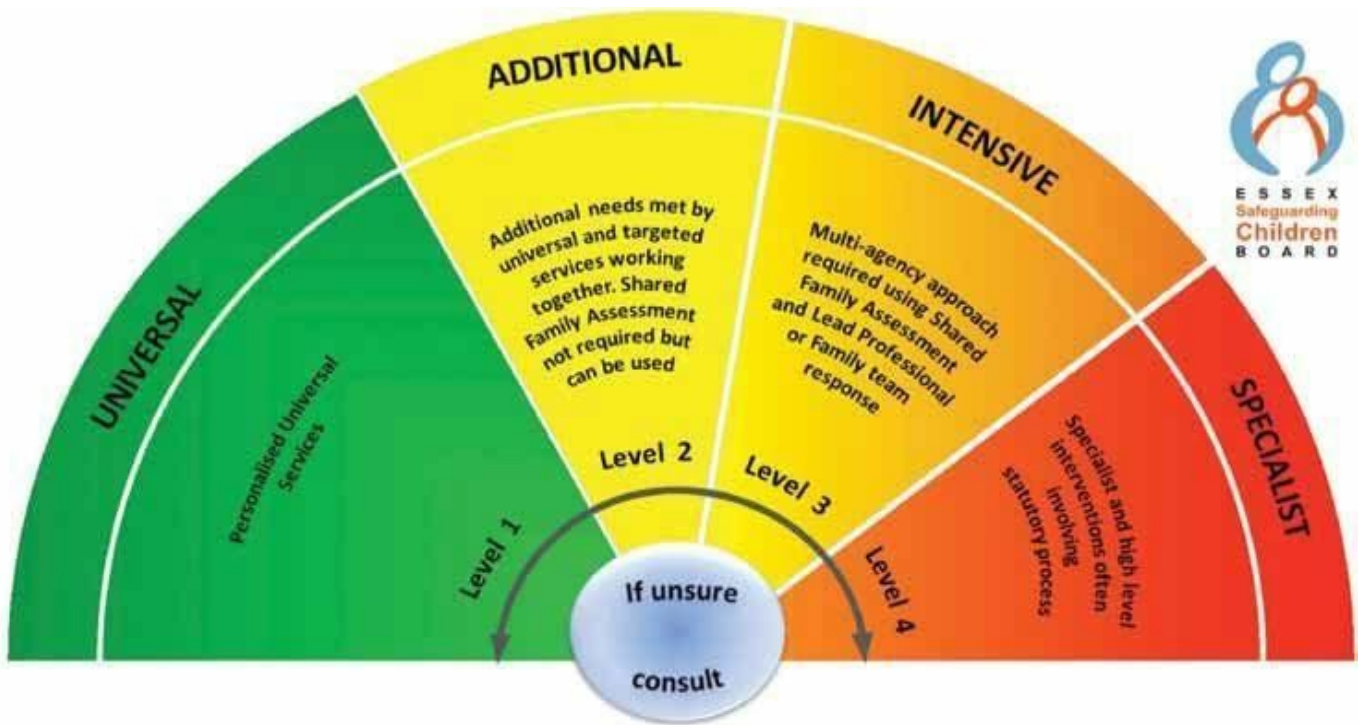 UNIVERSAL
Personalised Universal
Services
Level 1
ADDITIONAL
Additional needs met by
universal and targeted
services working
together. Shared
Family Assessment
not required but
can be used
Level 2
INTENSIVE
Multi-agency approach
required using Shared
Family Assessment
and Lead Professional
or Family team
response
Level 3
SPECIALIST
Specialist and high level
interventions often
involving
statutory process
Level 4
If unsure
consult
ESSEX
Safeguarding
Children
BOARD